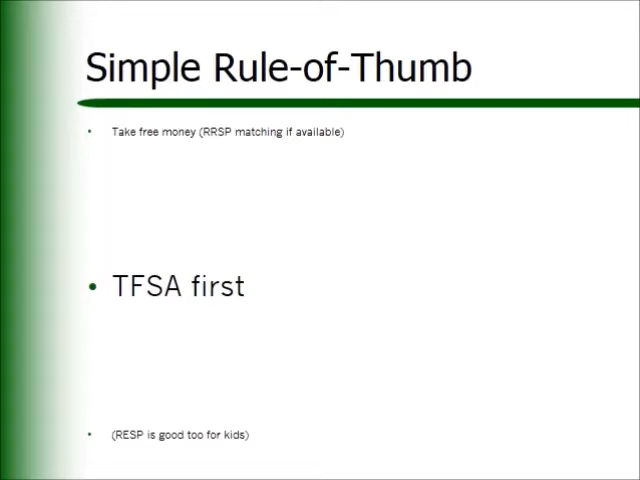 Simple Rule-of-Thumb
• Take free money (RRSP matching if available)
• TFSA first
• (RESP is good too for kids)